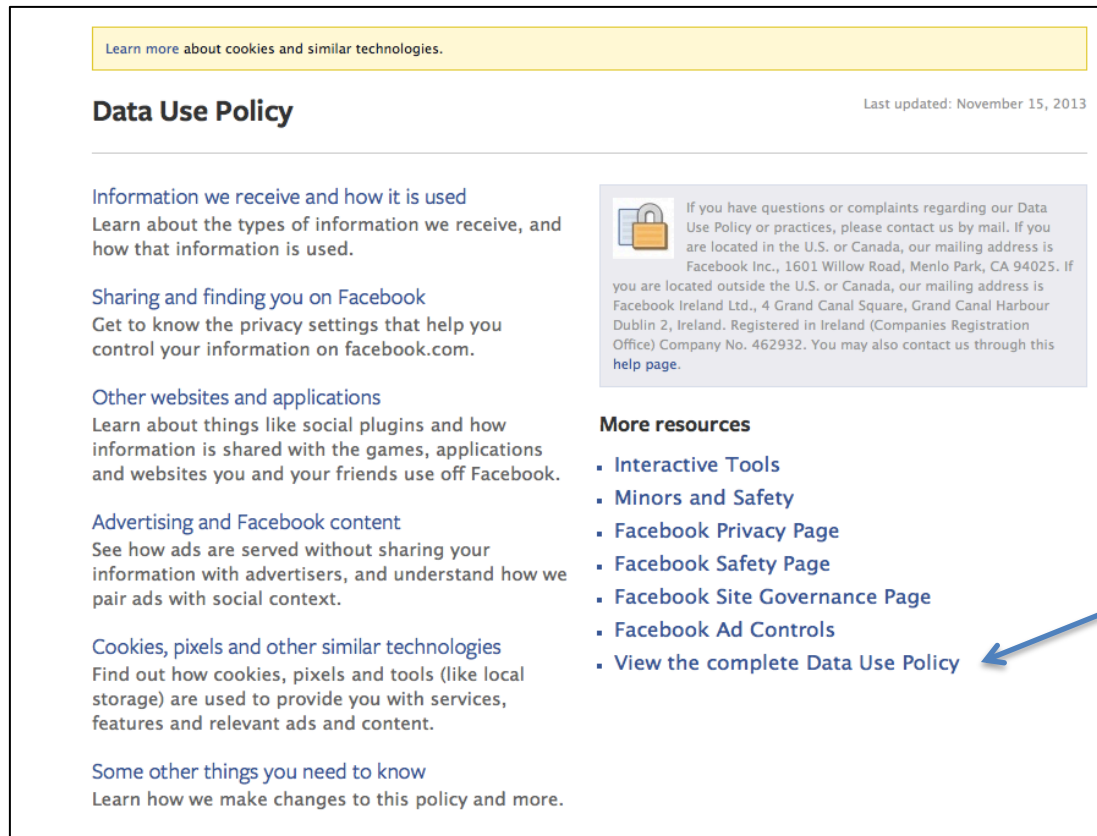 Learn more about cookies and similar technologies.
Data Use Policy
Last updated: November 15, 2013
Information we receive and how it is used
Learn about the types of information we receive, and
how that information is used.
Sharing and finding you on Facebook
Get to know the privacy settings that help you
control your information on facebook.com.
Other websites and applications
Learn about things like social plugins and how
information is shared with the games, applications
and websites you and your friends use off Facebook.
Advertising and Facebook content
See how ads are served without sharing your
information with advertisers, and understand how we
pair ads with social context.
Cookies, pixels and other similar technologies
Find out how cookies, pixels and tools (like local
storage) are used to provide you with services,
features and relevant ads and content.
Some other things you need to know
Learn how we make changes to this policy and more.
If you have questions or complaints regarding our Data
Use Policy or practices, please contact us by mail. If you
are located in the U.S. or Canada, our mailing address is
Facebook Inc., 1601 Willow Road, Menlo Park, CA 94025. If
you are located outside the U.S. or Canada, our mailing address is
Facebook Ireland Ltd., 4 Grand Canal Square, Grand Canal Harbour
Dublin 2, Ireland. Registered in Ireland (Companies Registration
Office) Company No. 462932. You may also contact us through this
help page.
More resources
Interactive Tools
Minors and Safety
Facebook Privacy Page
Facebook Safety Page
Facebook Site Governance Page
Facebook Ad Controls
View the complete Data Use Policy